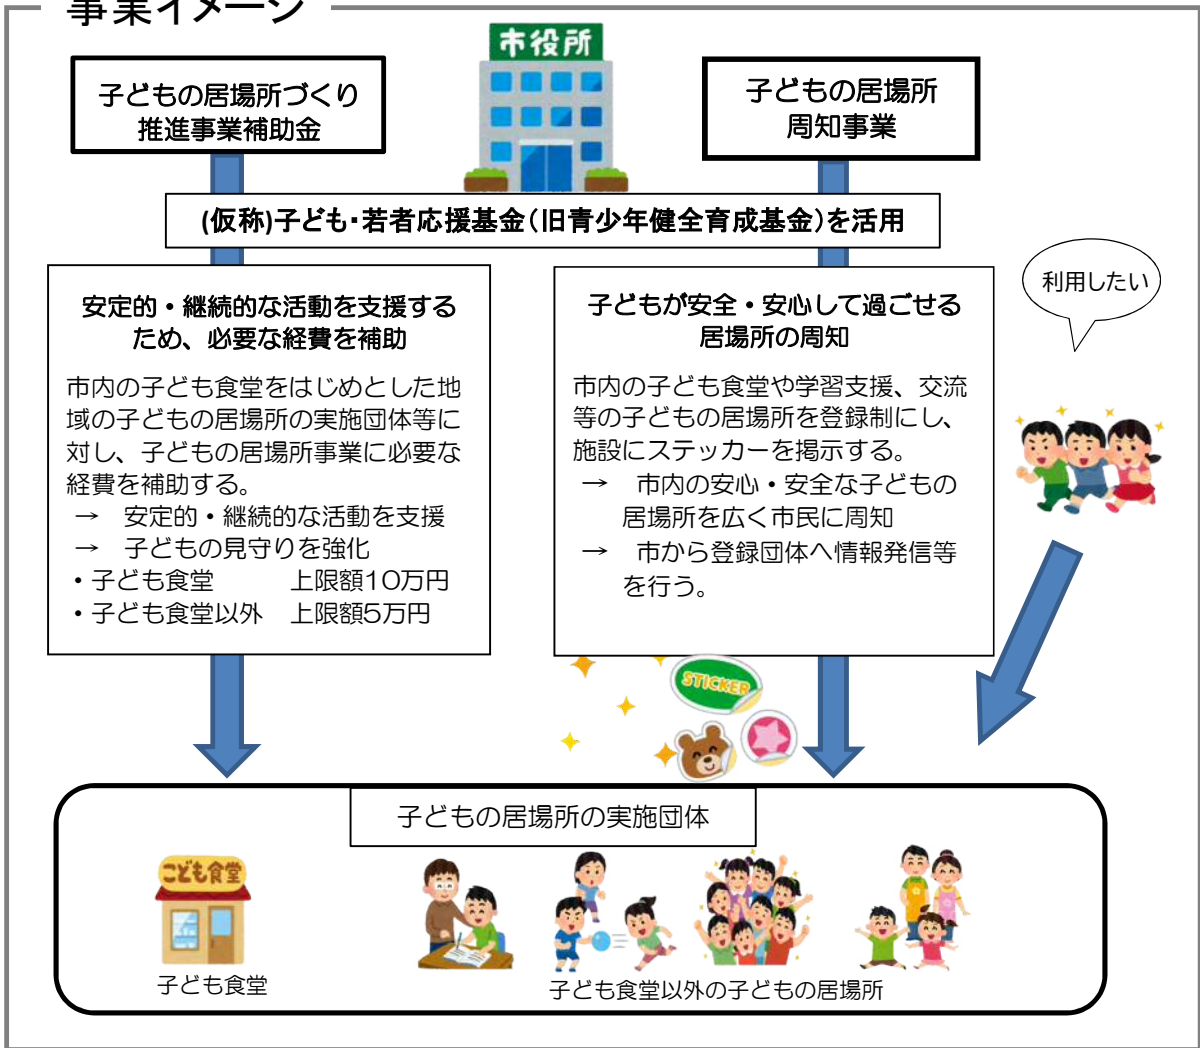 事業イメージ
市役所
子どもの居場所づくり
推進事業補助金
子どもの居場所
周知事業
(仮称)子ども・若者応援基金(旧青少年健全育成基金)を活用
安定的・継続的な活動を支援する
ため、必要な経費を補助
市内の子ども食堂をはじめとした地
域の子どもの居場所の実施団体等に
対し、子どもの居場所事業に必要な
経費を補助する。
→ 安定的・継続的な活動を支援
→ 子どもの見守りを強化
・子ども食堂 上限額10万円
・子ども食堂以外 上限額5万円
子どもが安全・安心して過ごせる
居場所の周知
市内の子ども食堂や学習支援、交流
等の子どもの居場所を登録制にし、
施設にステッカーを掲示する。
→ 市内の安心・安全な子どもの
居場所を広く市民に周知
→ 市から登録団体へ情報発信等
を行う。
利用したい
STICKER
子どもの居場所の実施団体
こども食堂
子ども食堂
子ども食堂以外の子どもの居場所